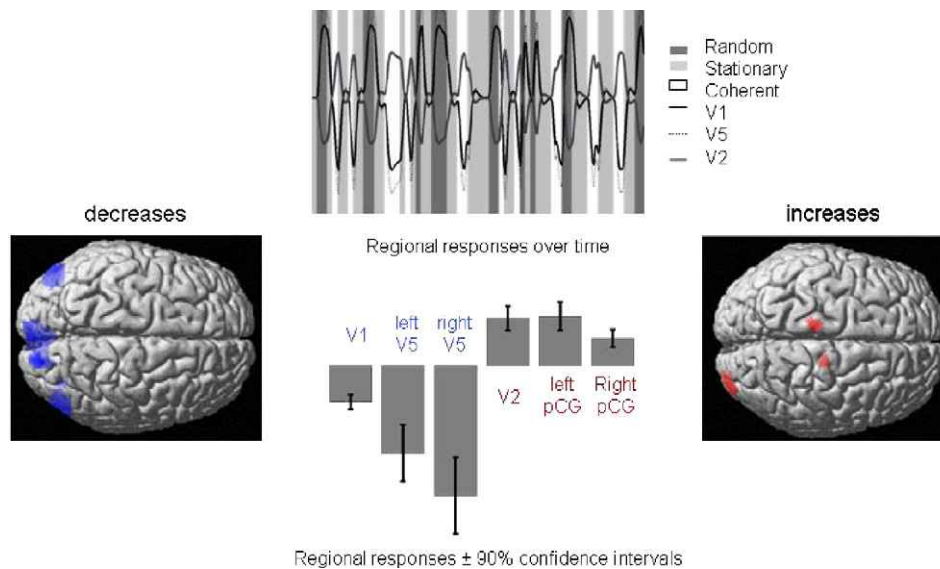 Random
Stationary
Coherent
V1
V5
V2
decreases
increases
Regional responses over time
V1
left
V5
right
V5
V2
left
pCG
Right
pCG
Regional responses ± 90% confidence intervals